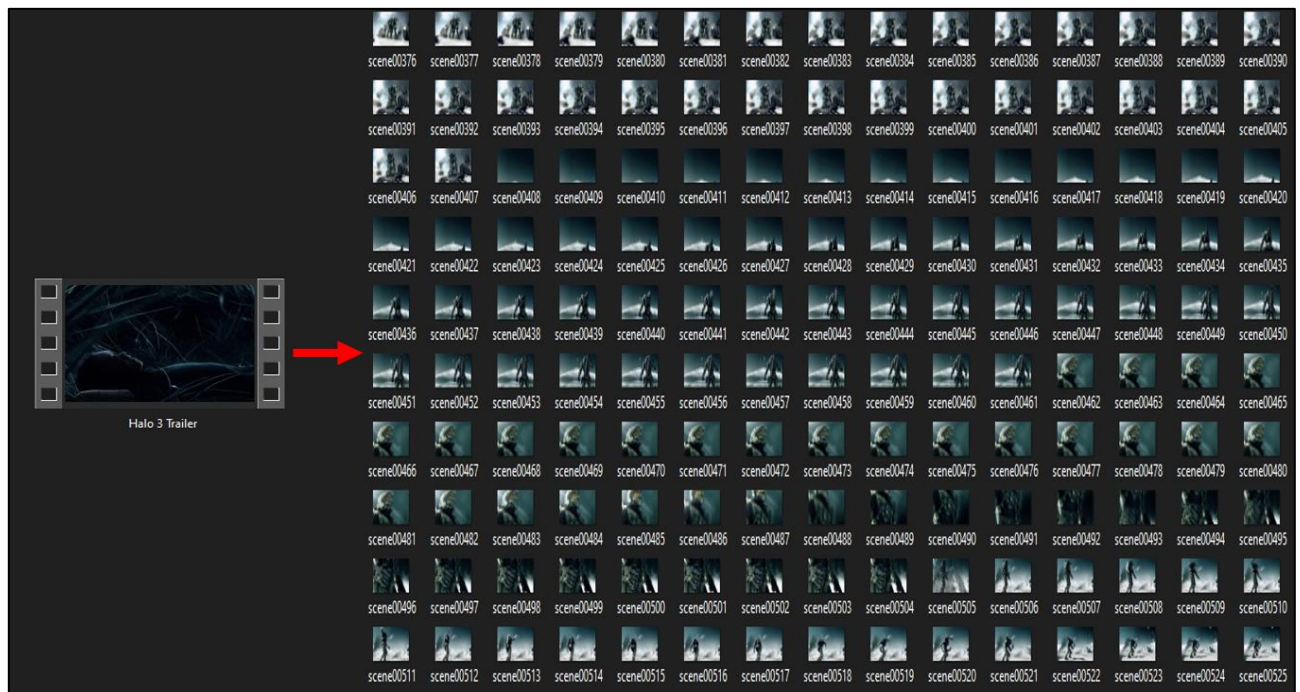 scene00376 scene00377 scene00378 scene00379 scene00380 scene00381 scene00382 scene00383 scene00384 scene00385 scene00386 scene00387 scene00388 scene00389 scene00390
scene00391 scene00392 scene00393 scene00394 scene00395 scene00396 scene00397 scene00398 scene00399 scene00400 scene00401 scene00402 scene00403 scene00404 scene00405
scene00406 scene00407 scene00408 scene00409 scene00410 scene00411 scene00412 scene00413 scene00414 scene00415 scene00416 scene00417 scene00418 scene00419 scene00420
scene00421 scene00422 scene00423 scene00424 scene00425 scene00426 scene00427 scene00428 scene00429 scene00430 scene00431 scene00432 scene00433 scene00434 scene00435
scene00436 scene00437 scene00438 scene00439 scene00440 scene00441 scene00442 scene00443 scene00444 scene00445 scene00446 scene00447 scene00448 scene00449 scene00450
scene00451 scene00452 scene00453 scene00454 scene00455 scene00456 scene00457 scene00458 scene00459 scene00460 scene00461 scene00462 scene00463 scene00464 scene00465
Halo 3 Trailer
scene00466 scene00467 scene00468 scene00469 scene00470 scene00471 scene00472 scene00473 scene00474 scene00475 scene00476 scene00477 scene00478 scene00479 scene00480
scene00481 scene00482 scene00483 scene00484 scene00485 scene00486 scene00487 scene00488 scene00489 scene00490 scene00491 scene00492 scene00493 scene00494 scene00495
scene00496 scene00497 scene00498 scene00499 scene00500 scene00501 scene00502 scene00503 scene00504 scene00505 scene00506 scene00507 scene00508 scene00509 scene00510
scene00511 scene00512 scene00513 scene00514 scene00515 scene00516 scene00517 scene00518 scene00519 scene00520 scene00521 scene00522 scene00523 scene00524 scene00525